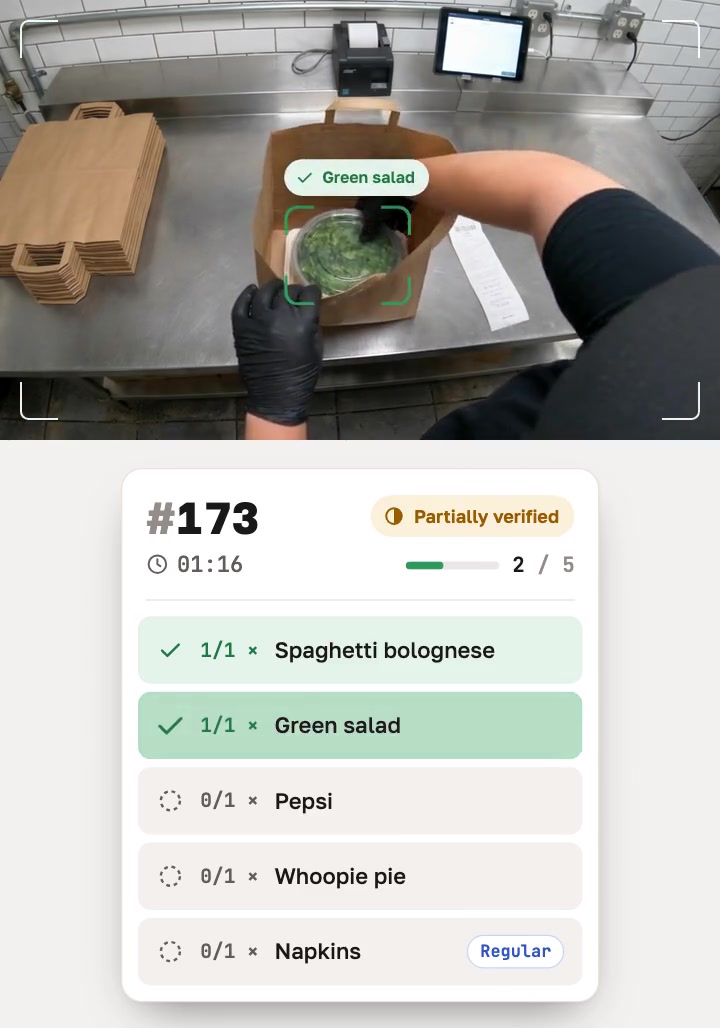 Green salad
#173
Partially verified
01:16
2 / 5
1/1 × Spaghetti bolognese
1/1 × Green salad
0/1 × Pepsi
0/1 × Whoopie pie
0/1 × Napkins
Regular